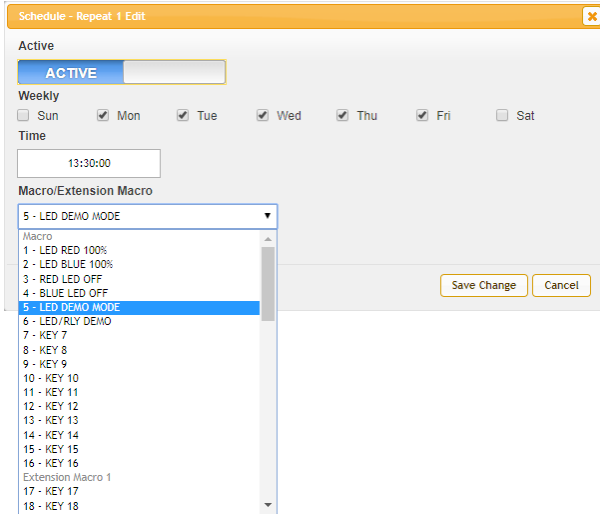 Schedule - Repeat 1 Edit
Active
ACTIVE
Weekly
Sun Mon Tue Wed Thu Fri Sat
Time
13:30:00
Macro/Extension Macro
5 - LED DEMO MODE
Macro
1 - LED RED 100%
2 - LED BLUE 100%
3 - RED LED OFF
4 - BLUE LED OFF
5 - LED DEMO MODE
6 - LED/RLY DEMO
7 - KEY 7
8 - KEY 8
9 - KEY 9
10 - KEY 10
11 - KEY 11
12 - KEY 12
13 - KEY 13
14 - KEY 14
15 - KEY 15
16 - KEY 16
Extension Macro 1
17 - KEY 17
18 - KEY 18
Save Change Cancel